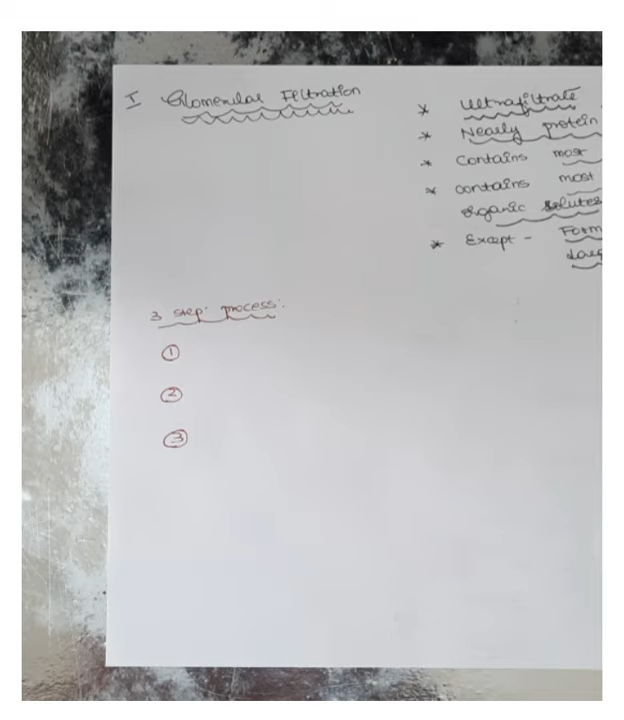 I Glomerular Filtration
* Ultrafiltrate
* Nearly protein
* Contains most
* contains most
organic solutes
* Except - Form
larg
3 step process:
①
②
③